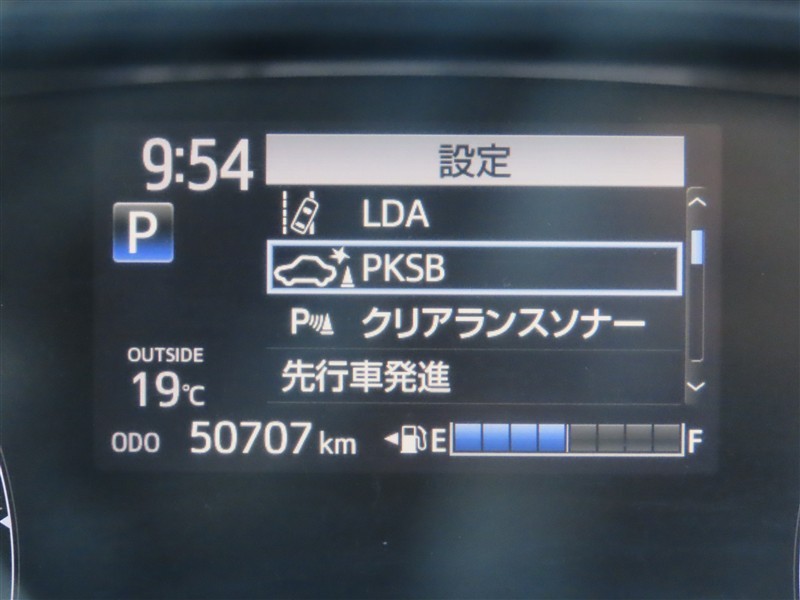 9:54
設定
LDA
P
PKSB
P クリアランスソナー
OUTSIDE
先行車発進
19℃
ODO 50707 km E F